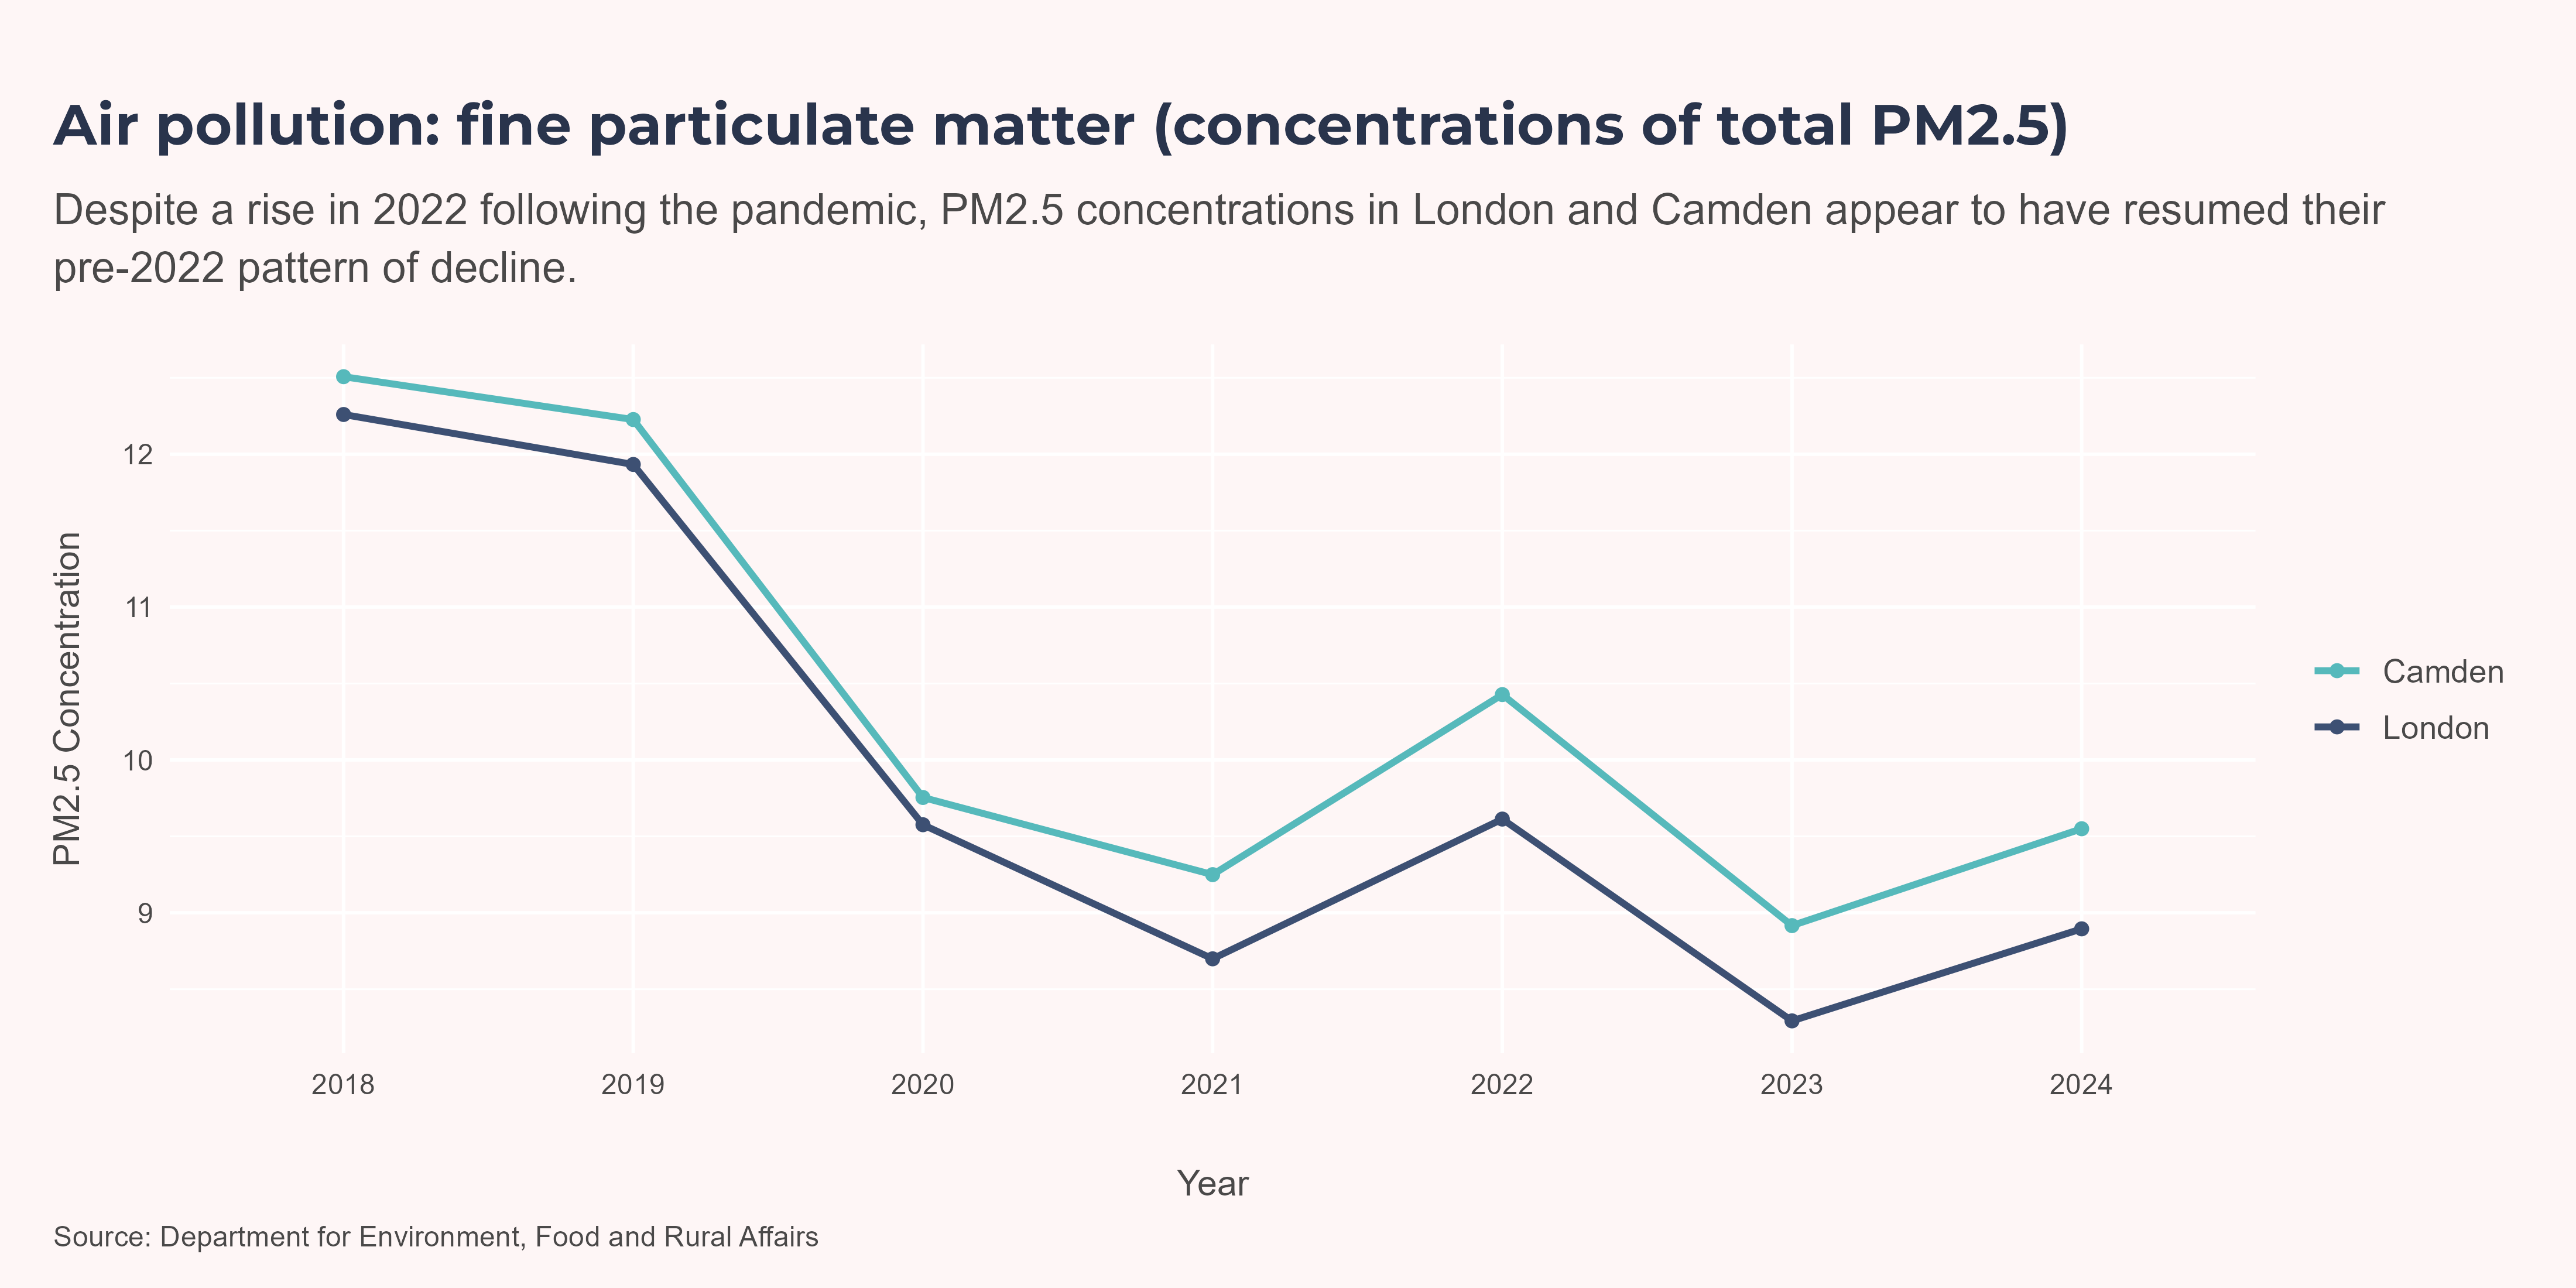 Air pollution: fine particulate matter (concentrations of total PM2.5)
Despite a rise in 2022 following the pandemic, PM2.5 concentrations in London and Camden appear to have resumed their
pre-2022 pattern of decline.
PM2.5 Concentration
12
11
10
9
2018 2019 2020 2021 2022 2023 2024
Year
Camden
London
Source: Department for Environment, Food and Rural Affairs